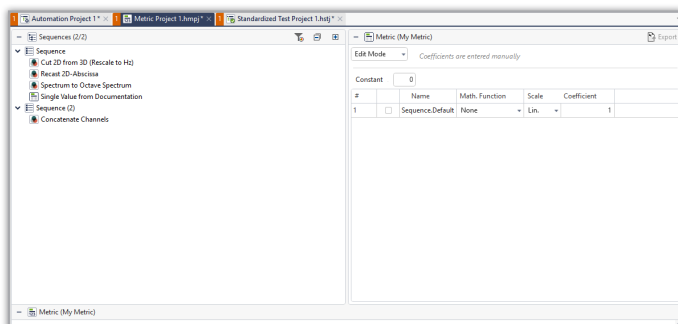 1 Automation Project 1* × 1 Metric Project 1.hmpj* × 1 Standardized Test Project 1.hstj* ×
Sequences (2/2)
Sequence
Cut 2D from 3D (Rescale to Hz)
Recast 2D-Abscissa
Spectrum to Octave Spectrum
Single Value from Documentation
Sequence (2)
Concatenate Channels
Metric (My Metric) Export
Edit Mode Coefficients are entered manually
Constant 0
# Name Math. Function Scale Coefficient
1 Sequence.Default None Lin. 1
Metric (My Metric)